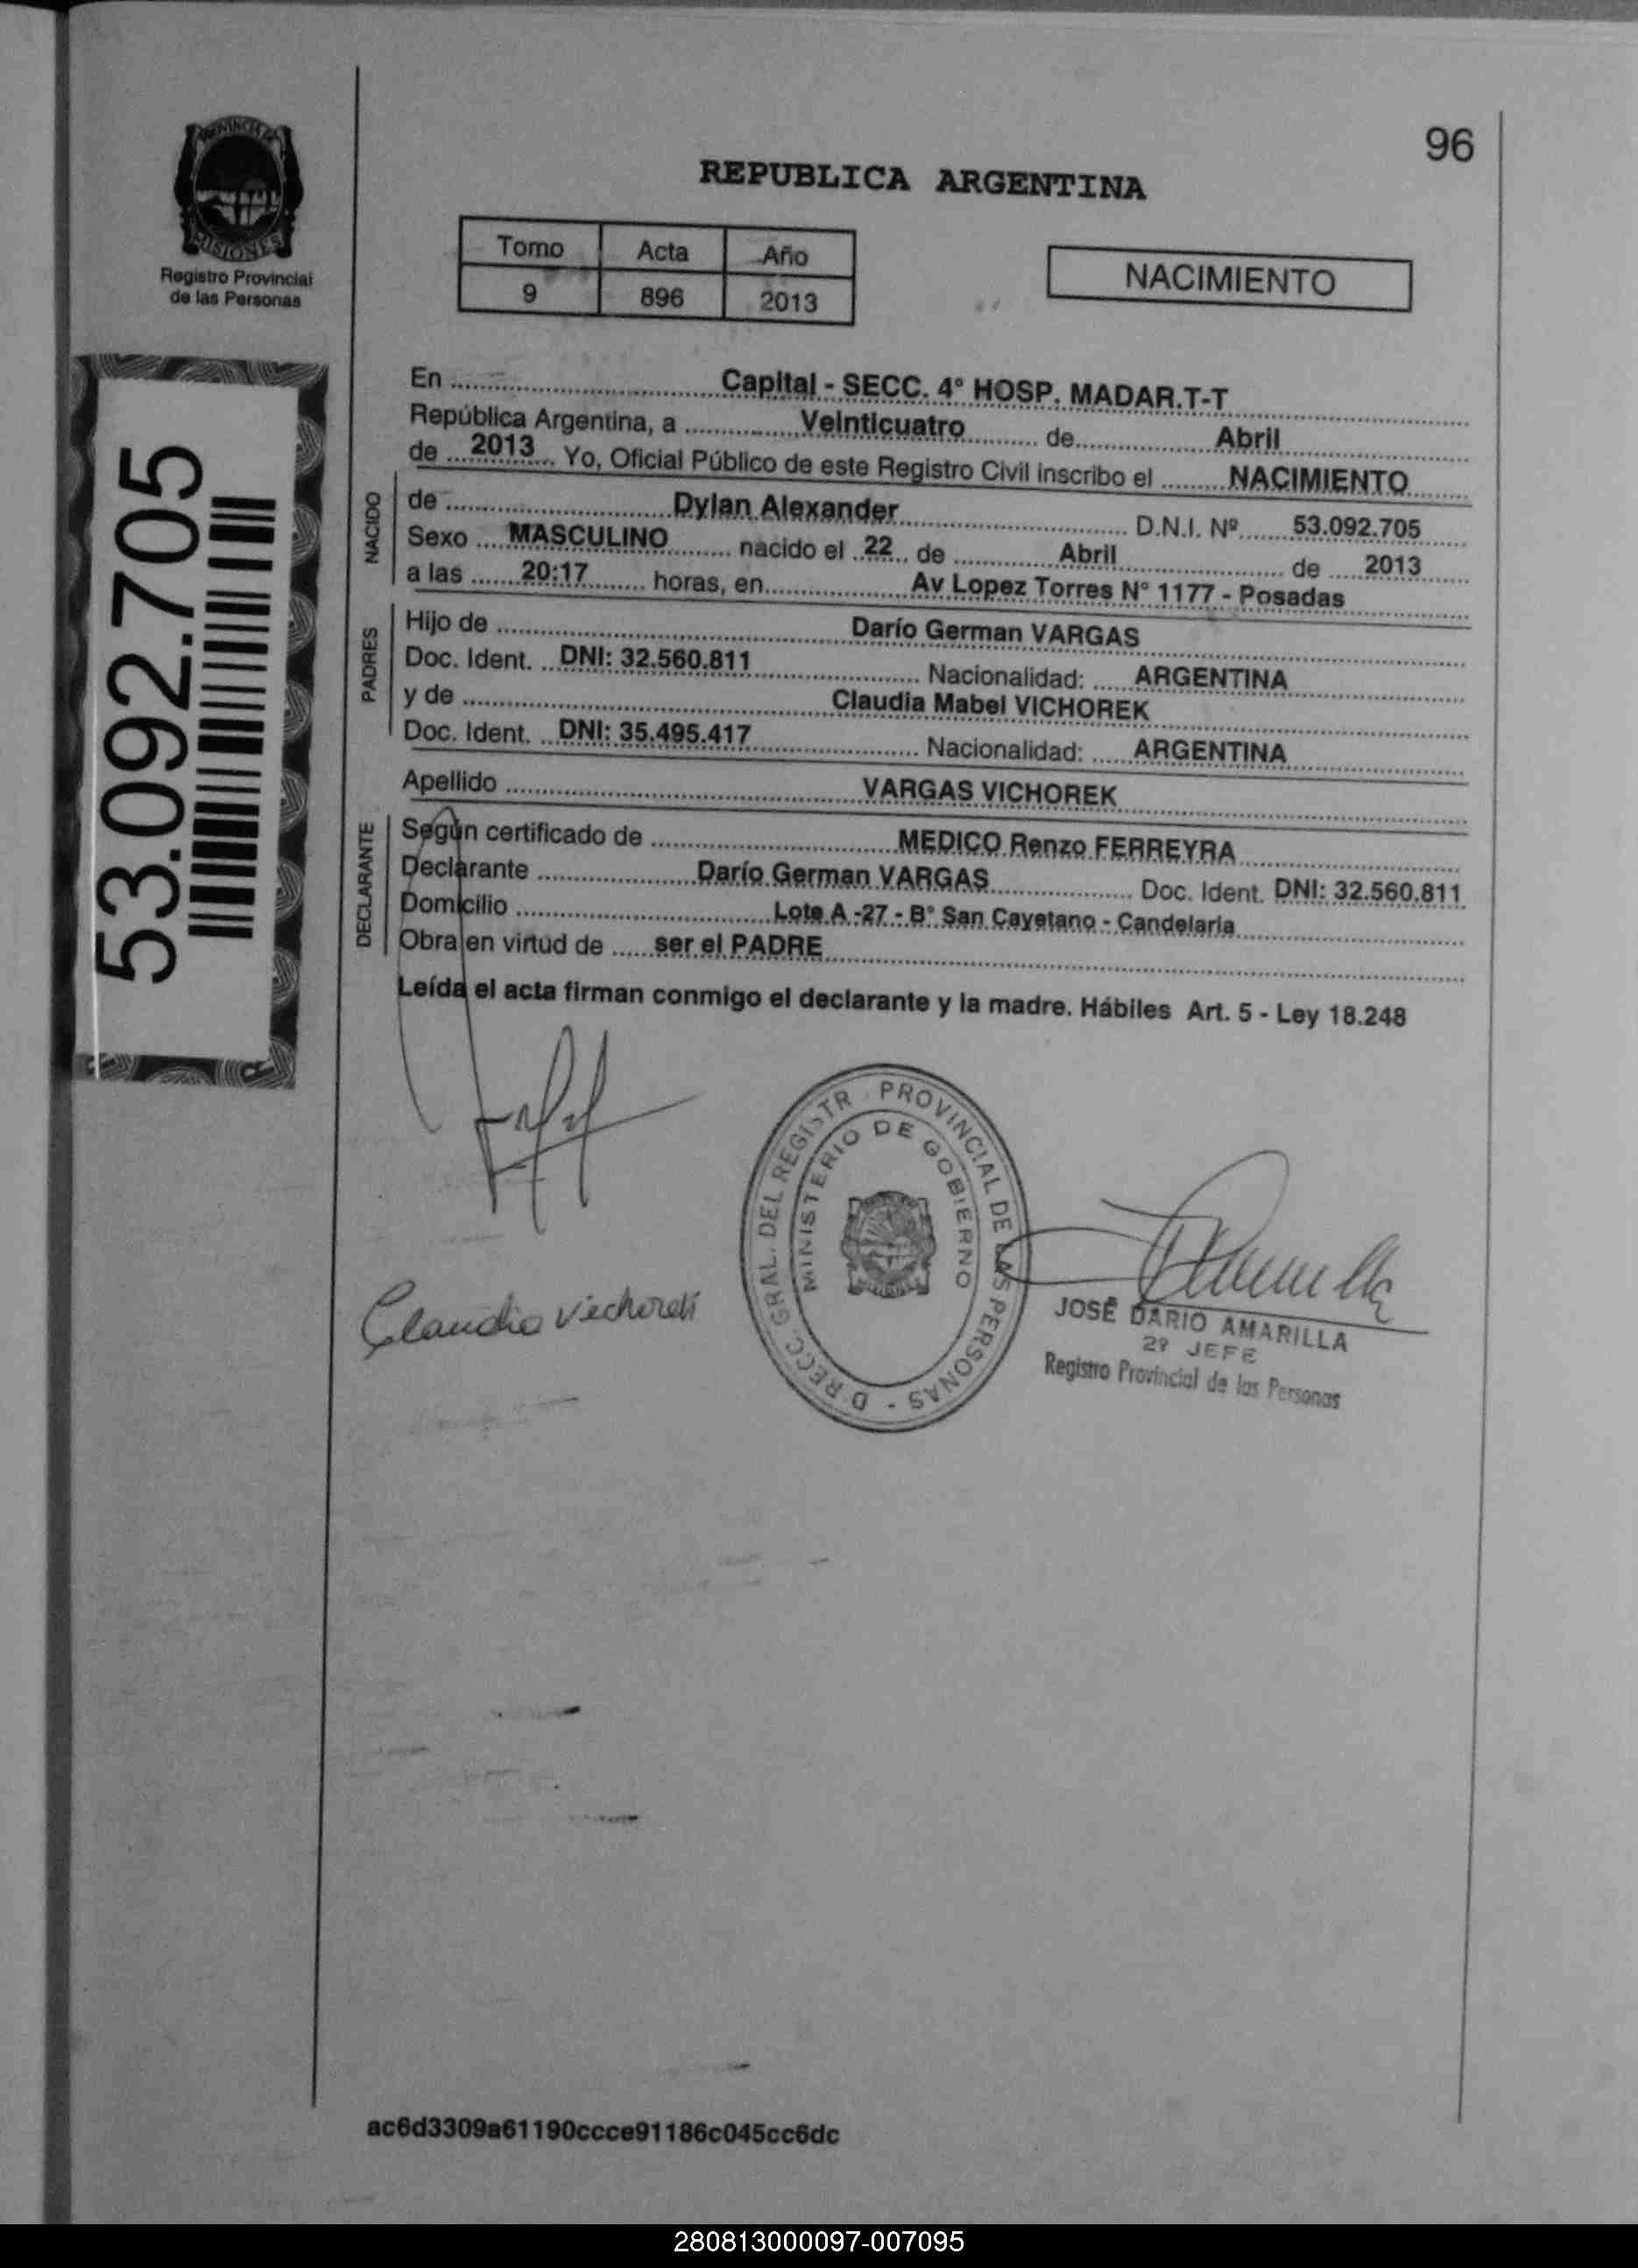 96
PROVINCIA DE
MISIONES
Registro Provincial
de las Personas
REPUBLICA ARGENTINA
Tomo Acta Año
9 896 2013
NACIMIENTO
53.092.705
En Capital - SECC. 4° HOSP. MADAR.T-T
República Argentina, a Veinticuatro de Abril
de 2013 Yo, Oficial Público de este Registro Civil inscribo el NACIMIENTO
NACIDO
de Dylan Alexander D.N.I. Nº 53.092.705
Sexo MASCULINO nacido el 22 de Abril de 2013
a las 20:17 horas, en Av Lopez Torres N° 1177 - Posadas
PADRES
Hijo de Darío German VARGAS
Doc. Ident. DNI: 32.560.811 Nacionalidad: ARGENTINA
y de Claudia Mabel VICHOREK
Doc. Ident. DNI: 35.495.417 Nacionalidad: ARGENTINA
Apellido VARGAS VICHOREK
DECLARANTE
Según certificado de MEDICO Renzo FERREYRA
Declarante Darío German VARGAS Doc. Ident. DNI: 32.560.811
Domicilio Lote A -27 - B° San Cayetano - Candelaria
Obra en virtud de ser el PADRE
Leída el acta firman conmigo el declarante y la madre. Hábiles Art. 5 - Ley 18.248
DIRECC. GRAL. DEL REGISTR PROVINCIAL DE LAS PERSONAS -
MINISTERIO DE GOBIERNO
Claudia
JOSÉ DARIO AMARILLA
2º JEFE
Registro Provincial de las Personas
ac6d3309a61190ccce91186c045cc6dc
280813000097-007095